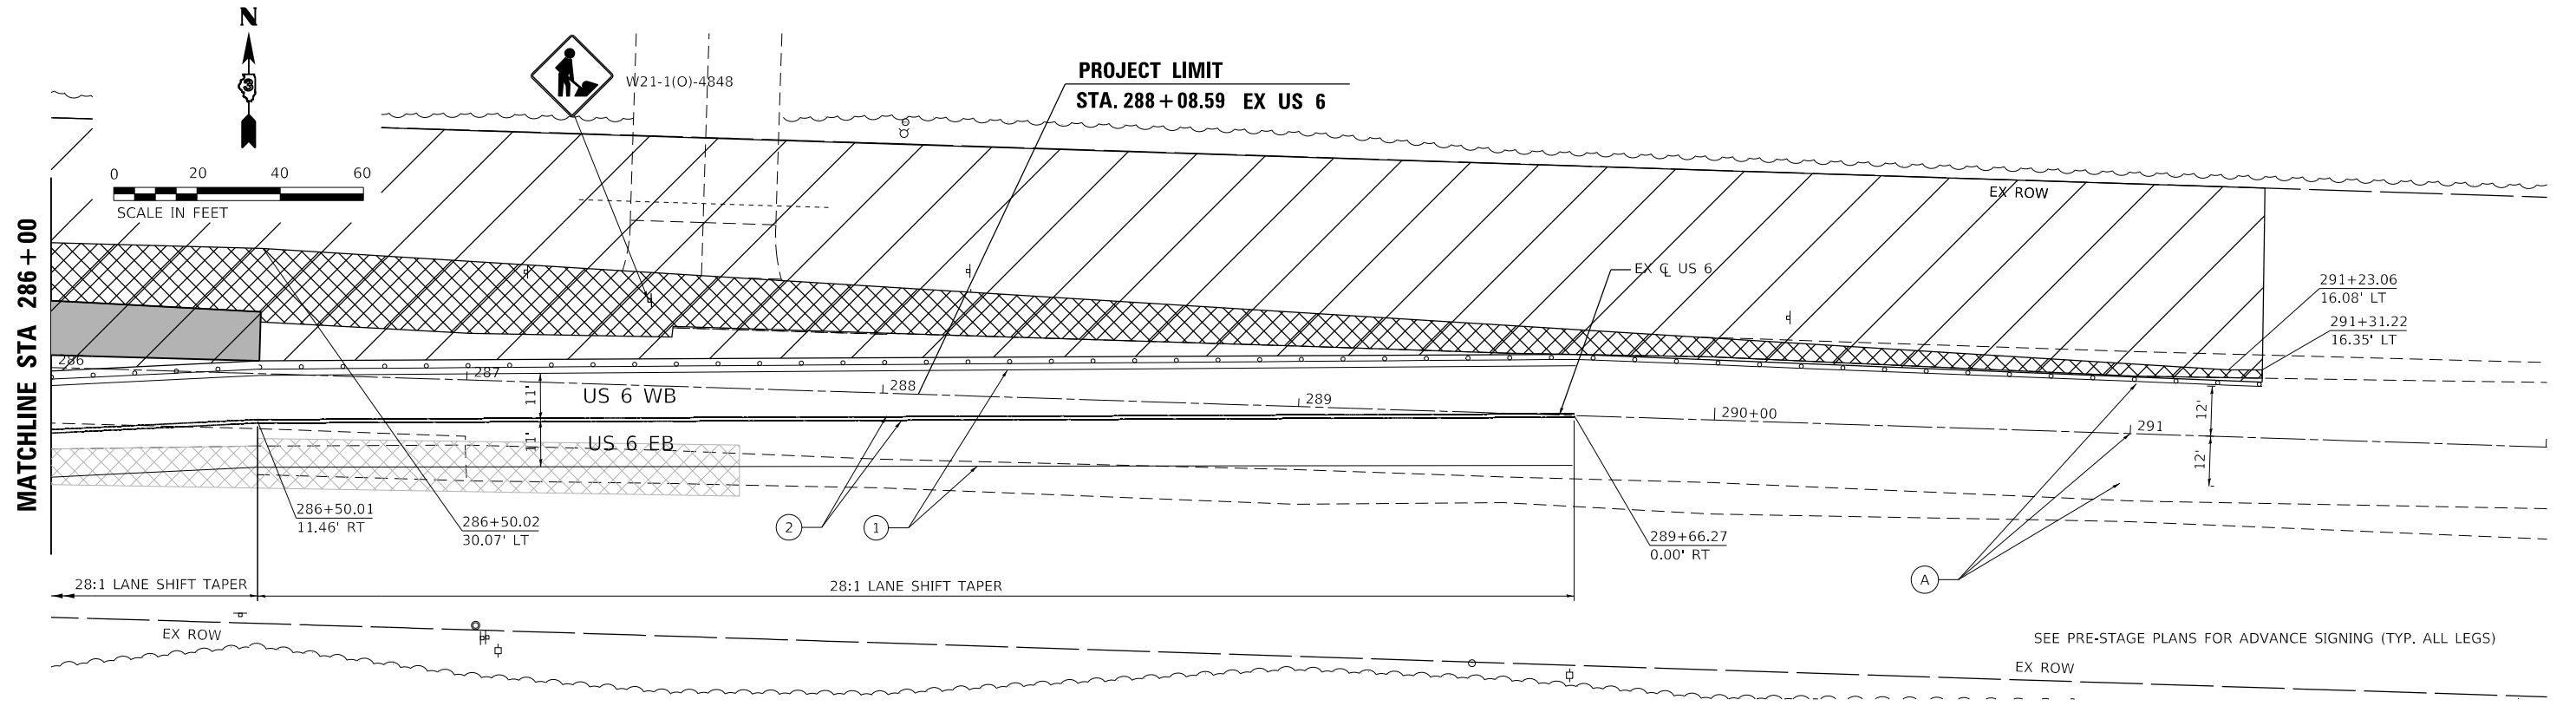 N
3
0 20 40 60
SCALE IN FEET
W21-1(O)-4848
PROJECT LIMIT
STA. 288+08.59 EX US 6
MATCHLINE STA 286+00
EX ROW
EX ℄ US 6
291+23.06
16.08' LT
291+31.22
16.35' LT
286
287
288
289
290+00
291
11'
US 6 WB
11'
US 6 EB
12'
12'
286+50.01
11.46' RT
286+50.02
30.07' LT
2
1
289+66.27
0.00' RT
A
28:1 LANE SHIFT TAPER
28:1 LANE SHIFT TAPER
EX ROW
SEE PRE-STAGE PLANS FOR ADVANCE SIGNING (TYP. ALL LEGS)
EX ROW